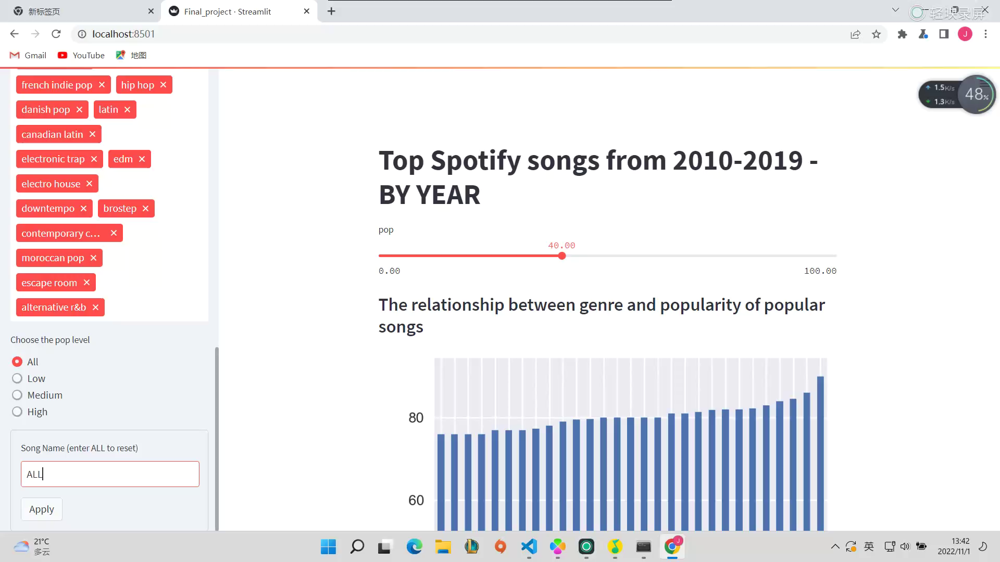 新标签页
Final_project · Streamlit
轻映录屏
localhost:8501
J
Gmail
YouTube
地图
french indie pop
hip hop
danish pop
latin
canadian latin
electronic trap
edm
electro house
downtempo
brostep
contemporary c...
moroccan pop
escape room
alternative r&b
Choose the pop level
All
Low
Medium
High
Song Name (enter ALL to reset)
ALL
Apply
1.5K/s
1.3K/s
48%
Top Spotify songs from 2010-2019 -
BY YEAR
pop
40.00
0.00
100.00
The relationship between genre and popularity of popular
songs
80
60
21°C
多云
J
英
13:42
2022/11/1